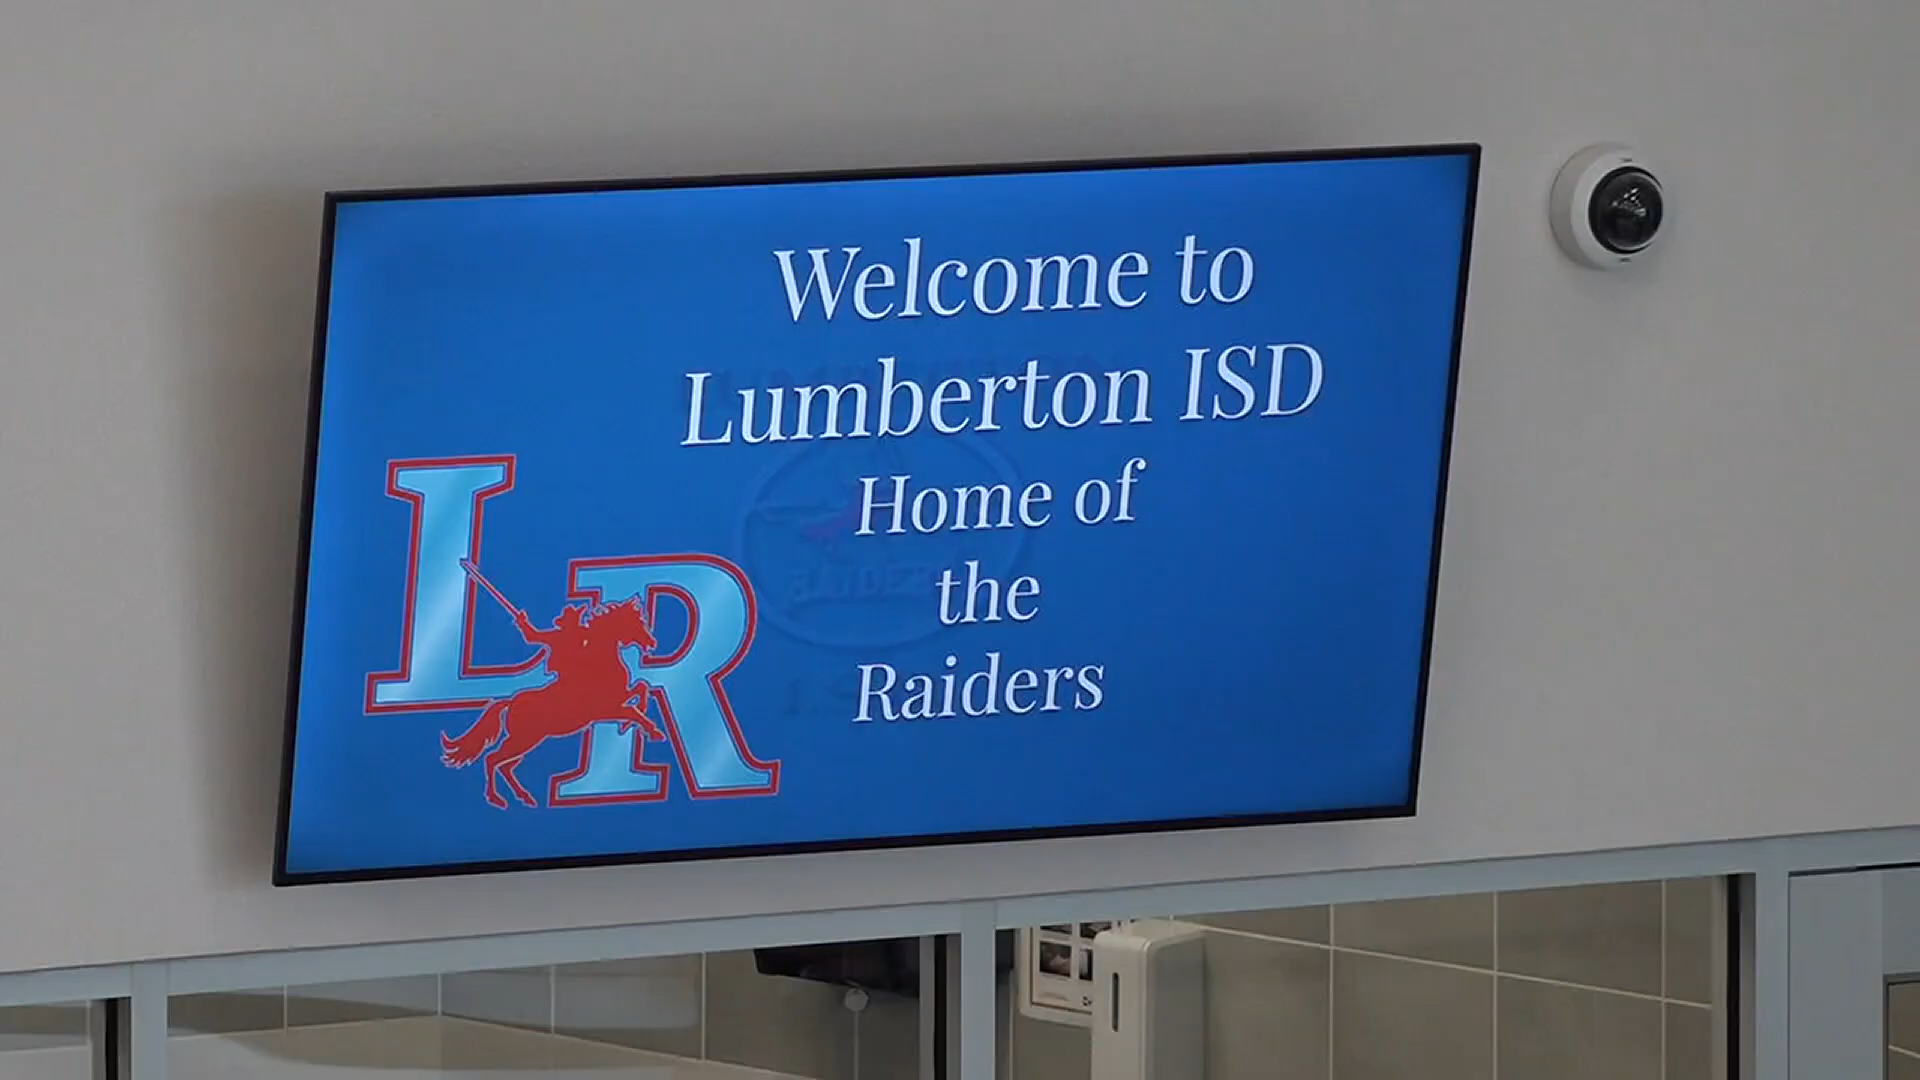 Welcome to
Lumberton ISD
Home of
the
Raiders
LR